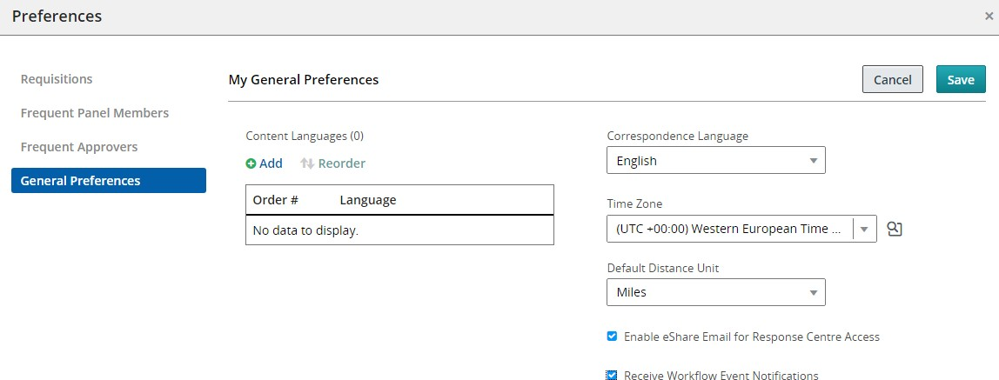 Preferences
×
Requisitions
Frequent Panel Members
Frequent Approvers
General Preferences
My General Preferences
Cancel
Save
Content Languages (0)
Add
Reorder
Order #
Language
No data to display.
Correspondence Language
English
Time Zone
(UTC +00:00) Western European Time ...
Default Distance Unit
Miles
Enable eShare Email for Response Centre Access
Receive Workflow Event Notifications